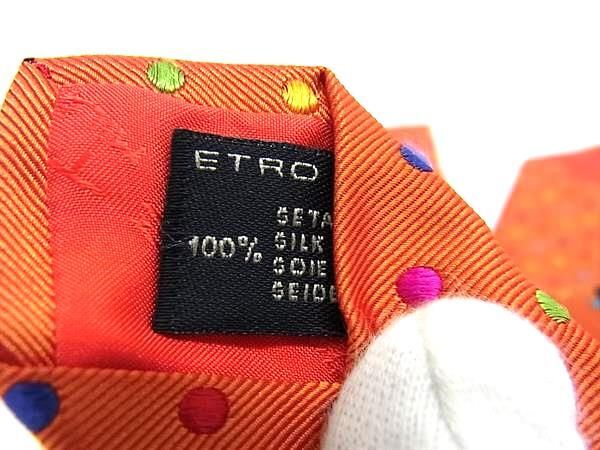 ETRO
SETA
100% SILK
SOIE
SEIDE